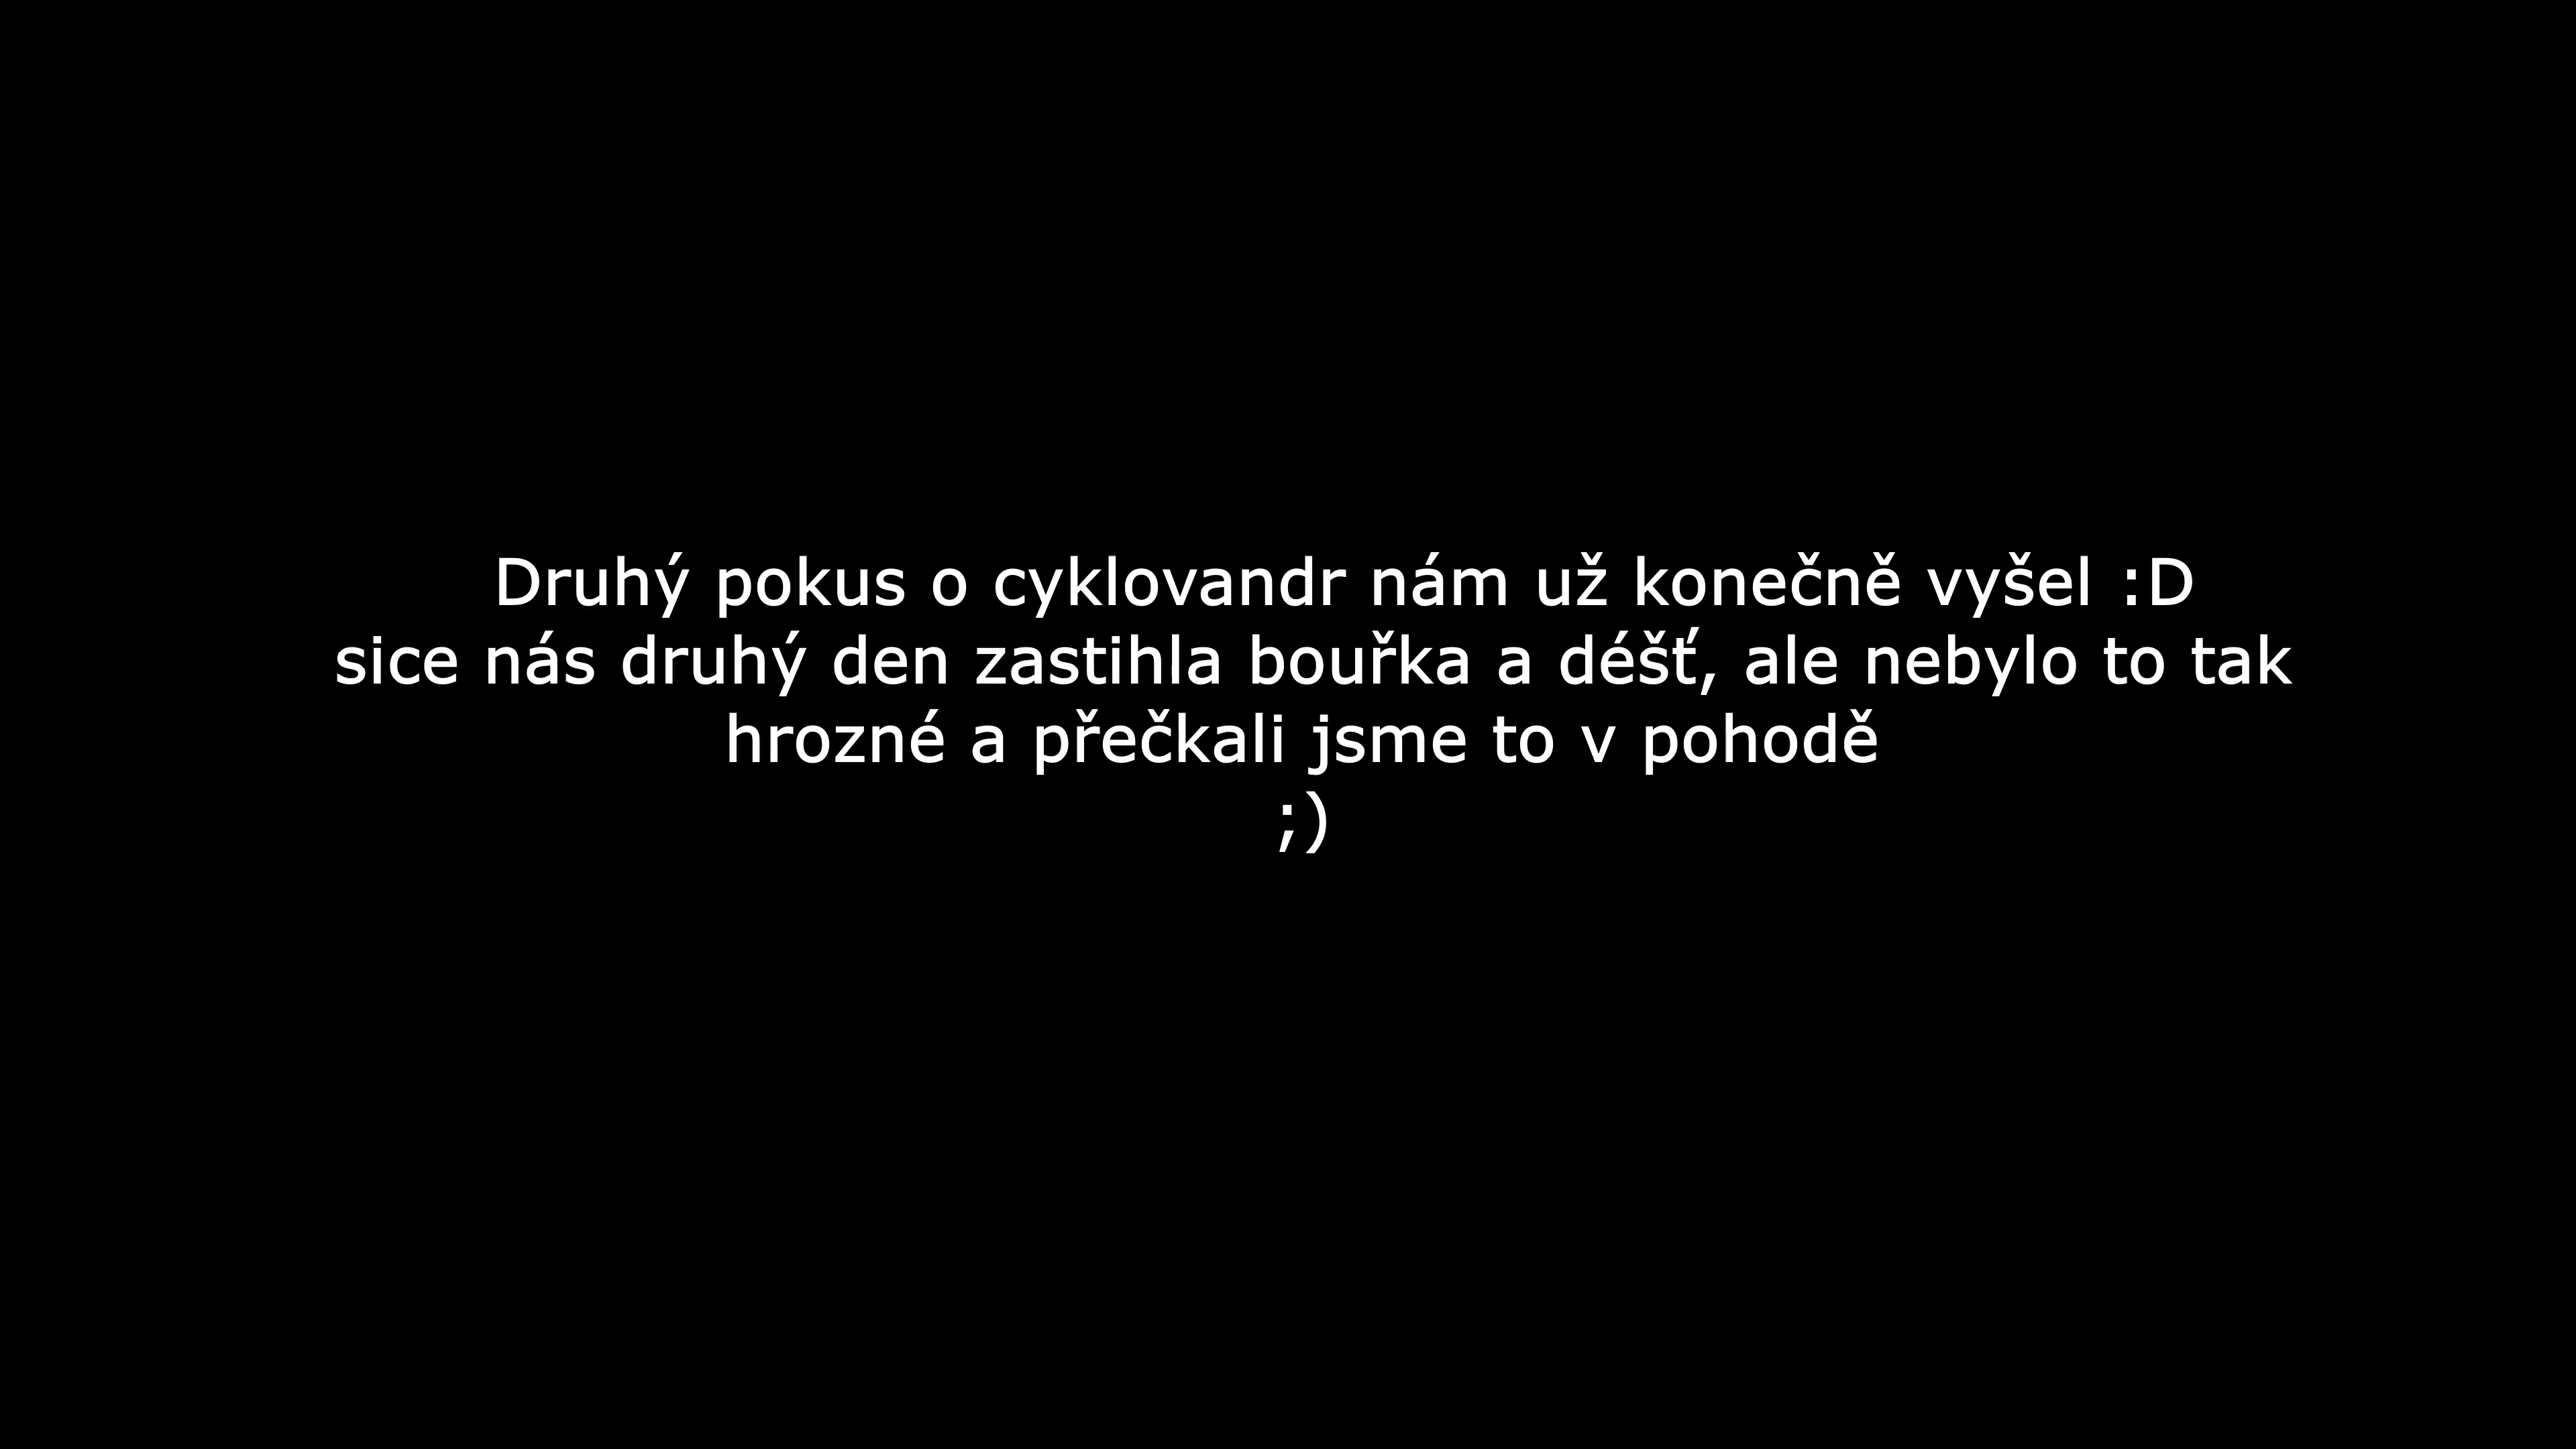 Druhý pokus o cyklovandr nám už konečně vyšel :D
sice nás druhý den zastihla bouřka a déšť, ale nebylo to tak
hrozné a přečkali jsme to v pohodě
;)